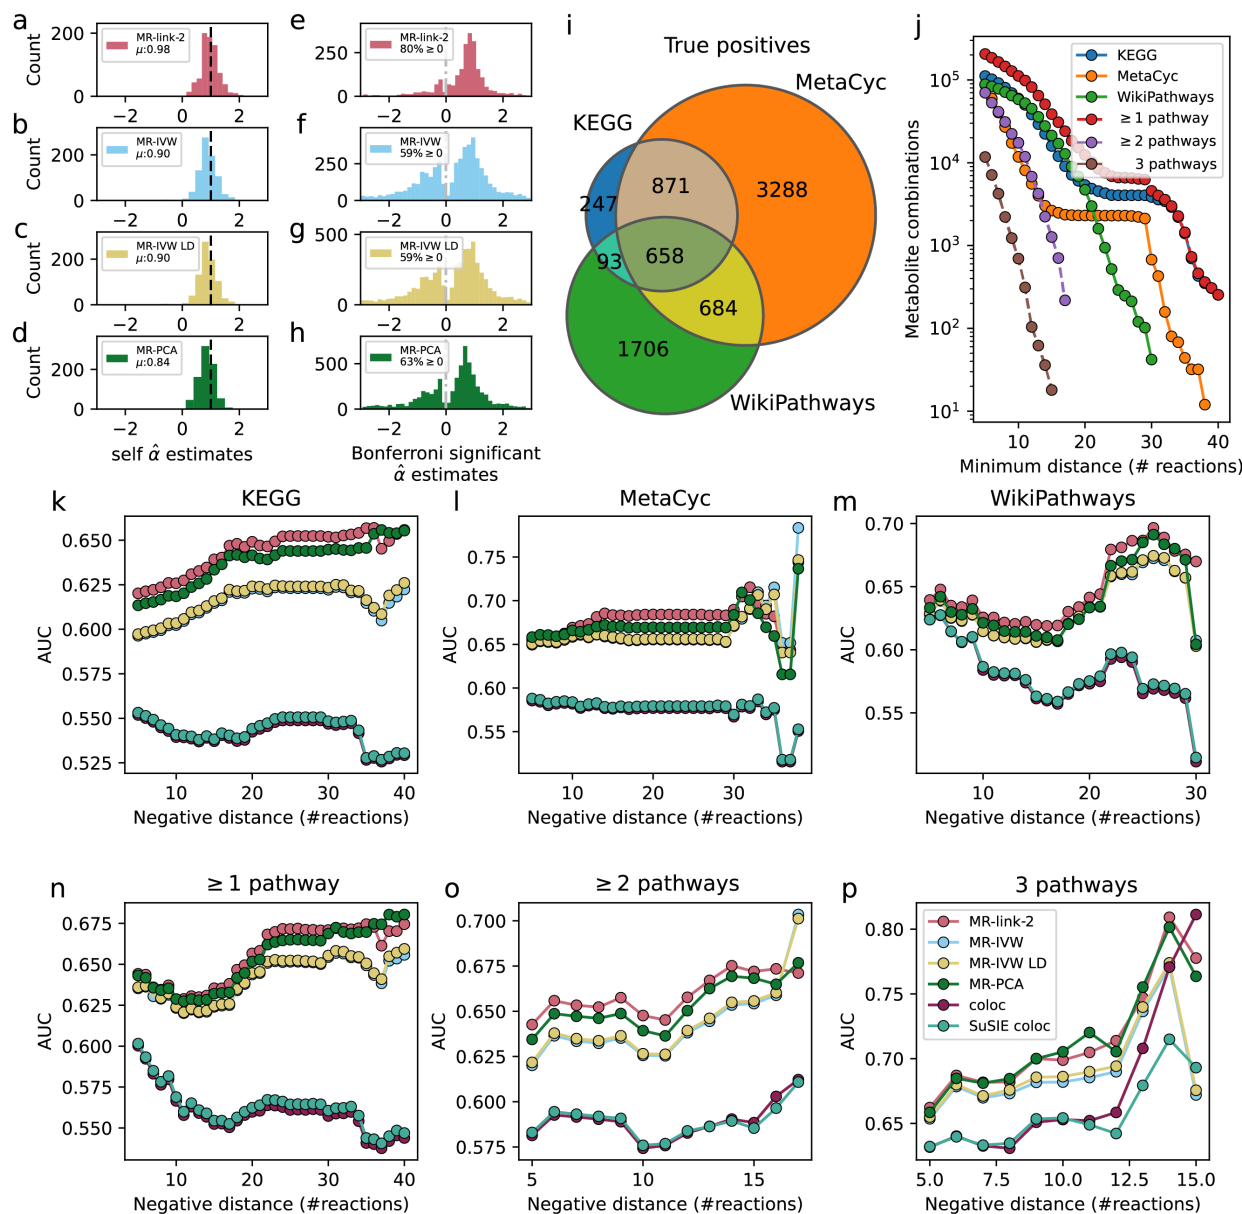 a
200
0
Count
MR-link-2
μ:0.98
−2
0
2
b
200
0
Count
MR-IVW
μ:0.90
−2
0
2
c
200
0
Count
MR-IVW LD
μ:0.90
−2
0
2
d
200
0
Count
MR-PCA
μ:0.84
−2
0
2
self α̂ estimates
e
250
0
MR-link-2
80% ≥ 0
−2
0
2
f
250
0
MR-IVW
59% ≥ 0
−2
0
2
g
500
250
0
MR-IVW LD
59% ≥ 0
−2
0
2
h
500
0
MR-PCA
63% ≥ 0
−2
0
2
Bonferroni significant
α̂ estimates
i
True positives
MetaCyc
KEGG
WikiPathways
247
871
3288
93
658
684
1706
j
Metabolite combinations
10⁵
10⁴
10³
10²
10¹
KEGG
MetaCyc
WikiPathways
≥ 1 pathway
≥ 2 pathways
3 pathways
10
20
30
40
Minimum distance (# reactions)
k
KEGG
AUC
0.650
0.625
0.600
0.575
0.550
0.525
10
20
30
40
Negative distance (#reactions)
l
MetaCyc
AUC
0.75
0.70
0.65
0.60
0.55
10
20
30
Negative distance (#reactions)
m
WikiPathways
AUC
0.70
0.65
0.60
0.55
10
20
30
Negative distance (#reactions)
n
≥ 1 pathway
AUC
0.675
0.650
0.625
0.600
0.575
0.550
10
20
30
40
Negative distance (#reactions)
o
≥ 2 pathways
AUC
0.700
0.675
0.650
0.625
0.600
0.575
5
10
15
Negative distance (#reactions)
p
3 pathways
AUC
0.80
0.75
0.70
0.65
MR-link-2
MR-IVW
MR-IVW LD
MR-PCA
coloc
SuSIE coloc
5.0
7.5
10.0
12.5
15.0
Negative distance (#reactions)